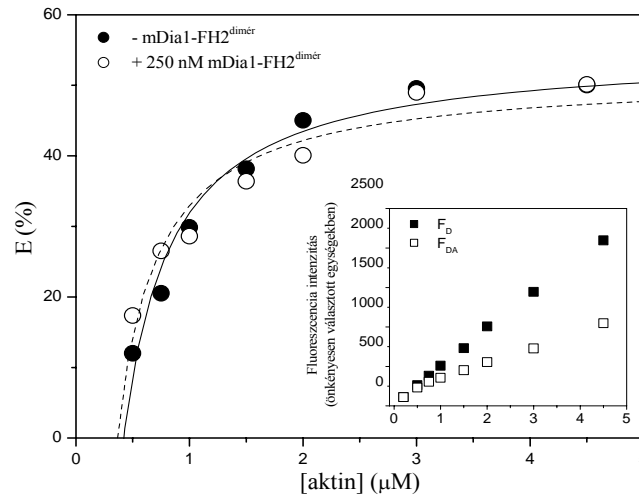 60
40
20
0
E (%)
- mDia1-FH2dimér
+ 250 nM mDia1-FH2dimér
0 1 2 3 4
[aktin] (μM)
2500
2000
1500
1000
500
0
Fluoreszcencia intenzitás
(önkényesen választott egységekben)
FD
FDA
0 1 2 3 4 5